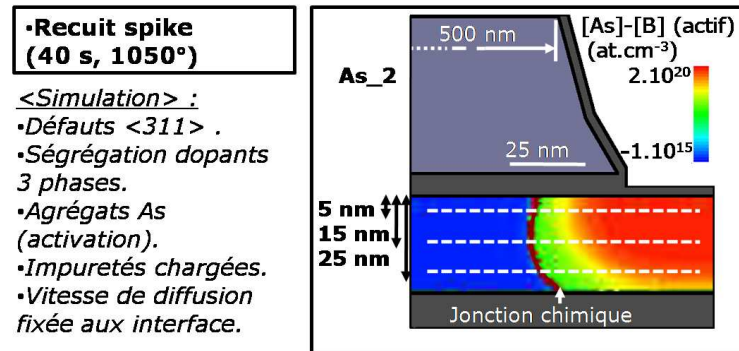 •Recuit spike
(40 s, 1050°)
<Simulation> :
•Défauts <311> .
•Ségrégation dopants
3 phases.
•Agrégats As
(activation).
•Impuretés chargées.
•Vitesse de diffusion
fixée aux interface.
500 nm
As_2
25 nm
[As]-[B] (actif)
(at.cm-3)
2.10²⁰
-1.10¹⁵
5 nm
15 nm
25 nm
Jonction chimique